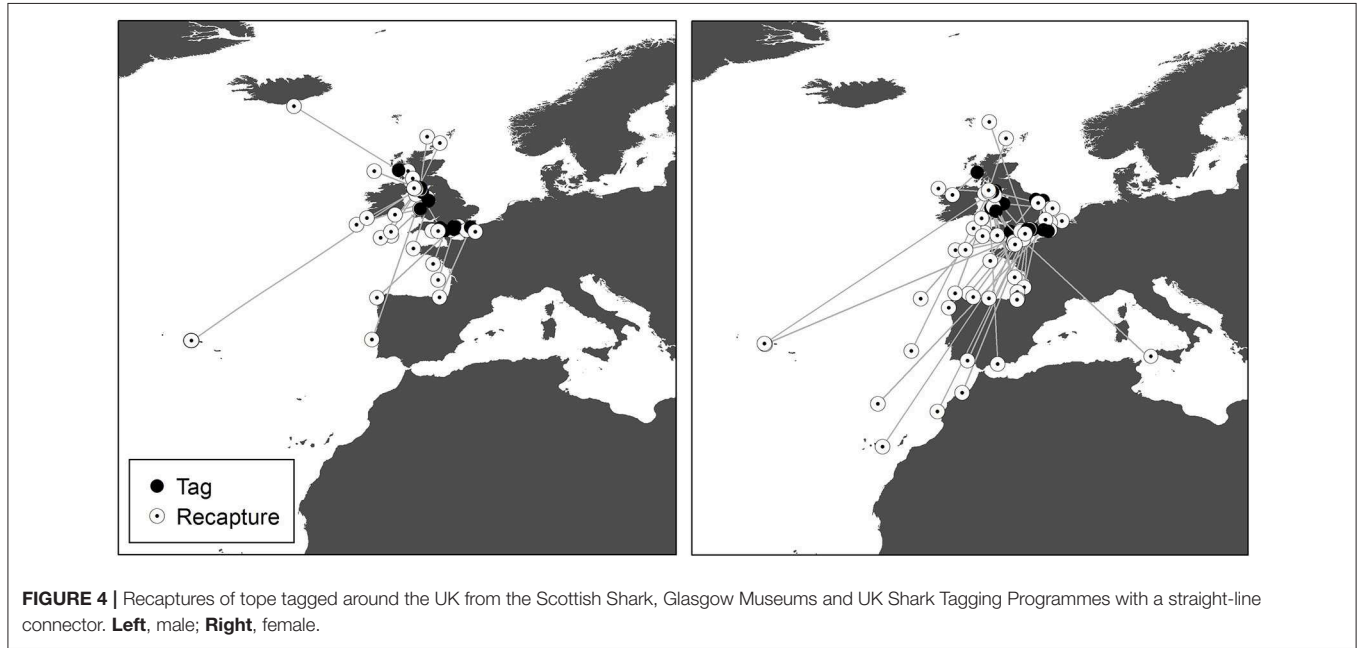 Tag
Recapture
FIGURE 4 | Recaptures of tope tagged around the UK from the Scottish Shark, Glasgow Museums and UK Shark Tagging Programmes with a straight-line
connector. Left, male; Right, female.